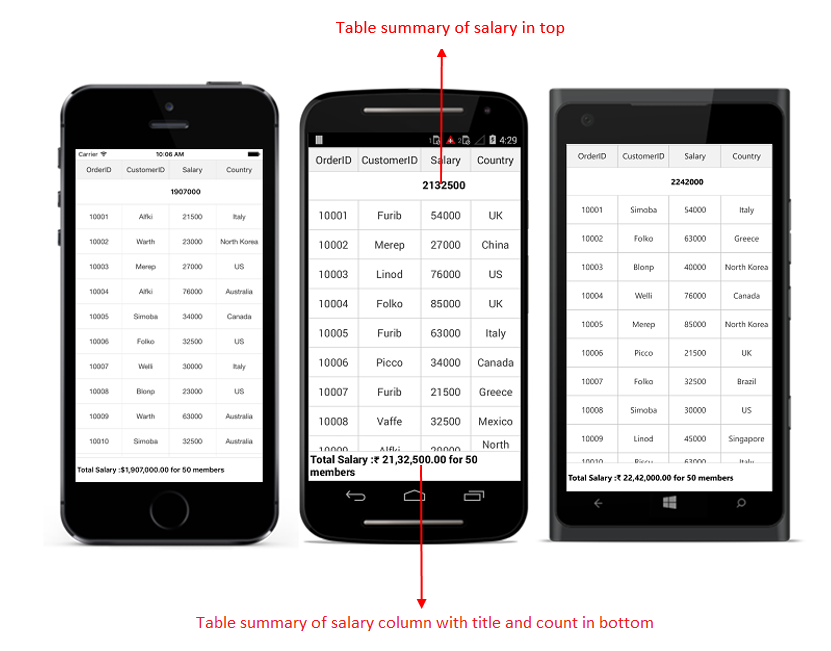 Table summary of salary in top
Carrier 10:06 AM
OrderID CustomerID Salary Country
1907000
10001 Alfki 21500 Italy
10002 Warth 23000 North Korea
10003 Merep 27000 US
10004 Alfki 76000 Australia
10005 Simoba 34000 Canada
10006 Folko 32500 US
10007 Welli 30000 Italy
10008 Blonp 23000 US
10009 Warth 63000 Australia
10010 Simoba 32500 Australia
Total Salary :$1,907,000.00 for 50 members
4:29
OrderID CustomerID Salary Country
2132500
10001 Furib 54000 UK
10002 Merep 27000 China
10003 Linod 76000 US
10004 Folko 85000 UK
10005 Furib 63000 Italy
10006 Picco 34000 Canada
10007 Furib 21500 Greece
10008 Vaffe 32500 Mexico
10009 Alfki North
Total Salary :₹ 21,32,500.00 for 50
members
OrderID CustomerID Salary Country
2242000
10001 Simoba 54000 Italy
10002 Folko 63000 Greece
10003 Blonp 40000 North Korea
10004 Welli 76000 Canada
10005 Merep 85000 North Korea
10006 Picco 21500 UK
10007 Folko 32500 Brazil
10008 Simoba 30000 US
10009 Linod 45000 Singapore
10010 63000 Italy
Total Salary :₹ 22,42,000.00 for 50 members
Table summary of salary column with title and count in bottom